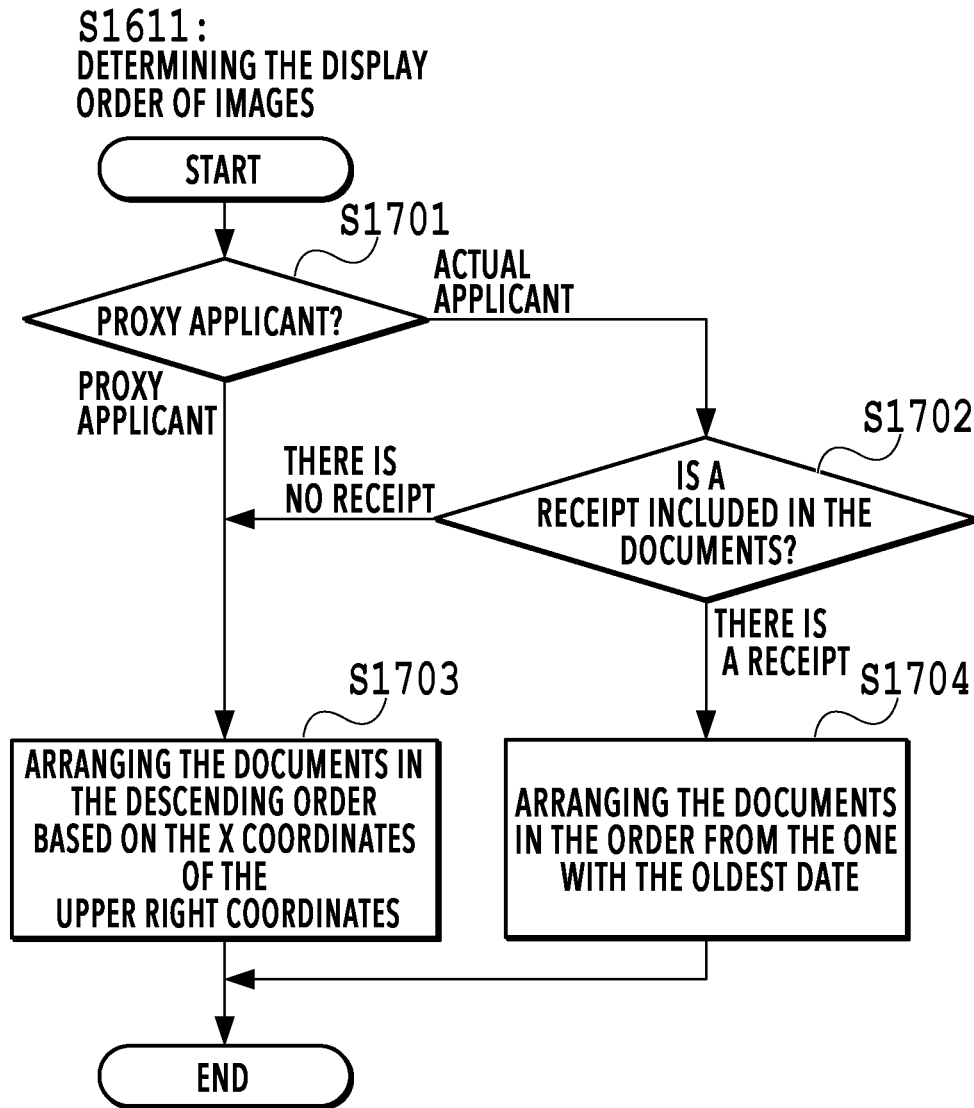 S1611:
DETERMINING THE DISPLAY
ORDER OF IMAGES
START
S1701
PROXY APPLICANT?
ACTUAL
APPLICANT
PROXY
APPLICANT
S1702
IS A
RECEIPT INCLUDED IN THE
DOCUMENTS?
THERE IS
NO RECEIPT
THERE IS
A RECEIPT
S1703
ARRANGING THE DOCUMENTS IN
THE DESCENDING ORDER
BASED ON THE X COORDINATES
OF THE
UPPER RIGHT COORDINATES
S1704
ARRANGING THE DOCUMENTS
IN THE ORDER FROM THE ONE
WITH THE OLDEST DATE
END